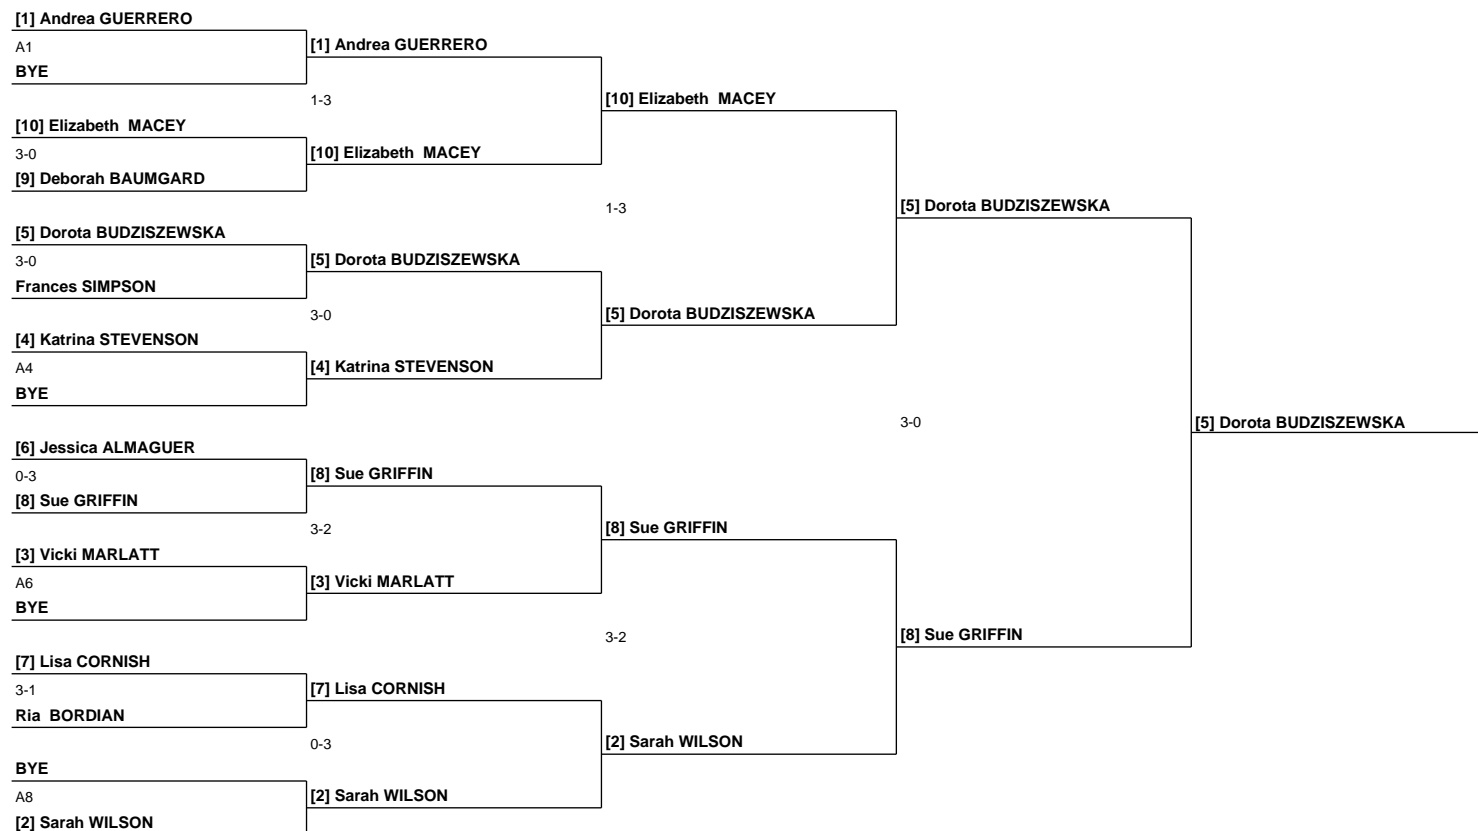 [1] Andrea GUERRERO
A1
BYE
[10] Elizabeth  MACEY
3-0
[9] Deborah BAUMGARD
[5] Dorota BUDZISZEWSKA
3-0
Frances SIMPSON
[4] Katrina STEVENSON
A4
BYE
[6] Jessica ALMAGUER
0-3
[8] Sue GRIFFIN
[3] Vicki MARLATT
A6
BYE
[7] Lisa CORNISH
3-1
Ria  BORDIAN
BYE
A8
[2] Sarah WILSON
[1] Andrea GUERRERO
1-3
[10] Elizabeth  MACEY
[5] Dorota BUDZISZEWSKA
3-0
[4] Katrina STEVENSON
[8] Sue GRIFFIN
3-2
[3] Vicki MARLATT
[7] Lisa CORNISH
0-3
[2] Sarah WILSON
[10] Elizabeth  MACEY
1-3
[5] Dorota BUDZISZEWSKA
[8] Sue GRIFFIN
3-2
[2] Sarah WILSON
[5] Dorota BUDZISZEWSKA
3-0
[8] Sue GRIFFIN
[5] Dorota BUDZISZEWSKA